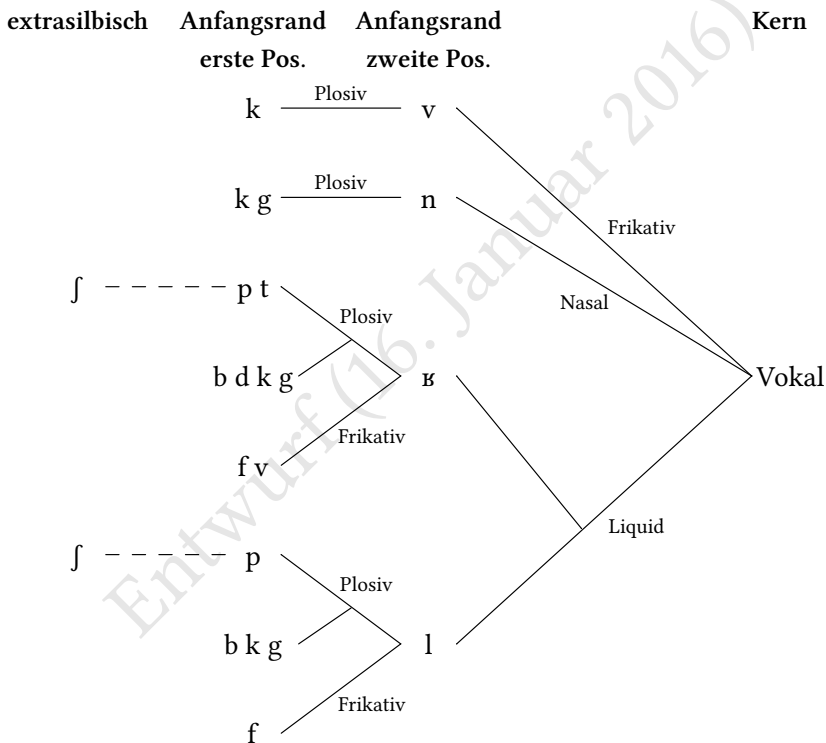 extrasilbisch Anfangsrand Anfangsrand Kern
erste Pos. zweite Pos.
k Plosiv v
k g Plosiv n
Frikativ
ʃ p t
Nasal
Plosiv
b d k g ʁ Vokal
Frikativ
f v
Liquid
ʃ p
Plosiv
b k g l
Frikativ
f
Entwurf (16. Januar 2016)